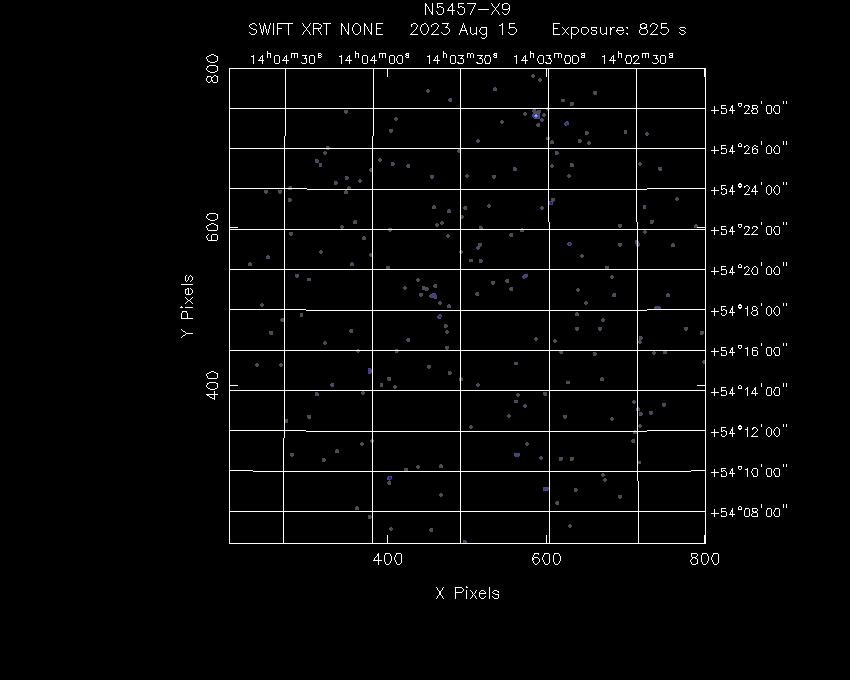 N5457-X9
SWIFT XRT NONE 2023 Aug 15 Exposure: 825 s
14ʰ04ᵐ30ˢ 14ʰ04ᵐ00ˢ 14ʰ03ᵐ30ˢ 14ʰ03ᵐ00ˢ 14ʰ02ᵐ30ˢ
800
+54°28'00"
+54°26'00"
+54°24'00"
600
+54°22'00"
+54°20'00"
Y Pixels
+54°18'00"
+54°16'00"
400
+54°14'00"
+54°12'00"
+54°10'00"
+54°08'00"
400 600 800
X Pixels